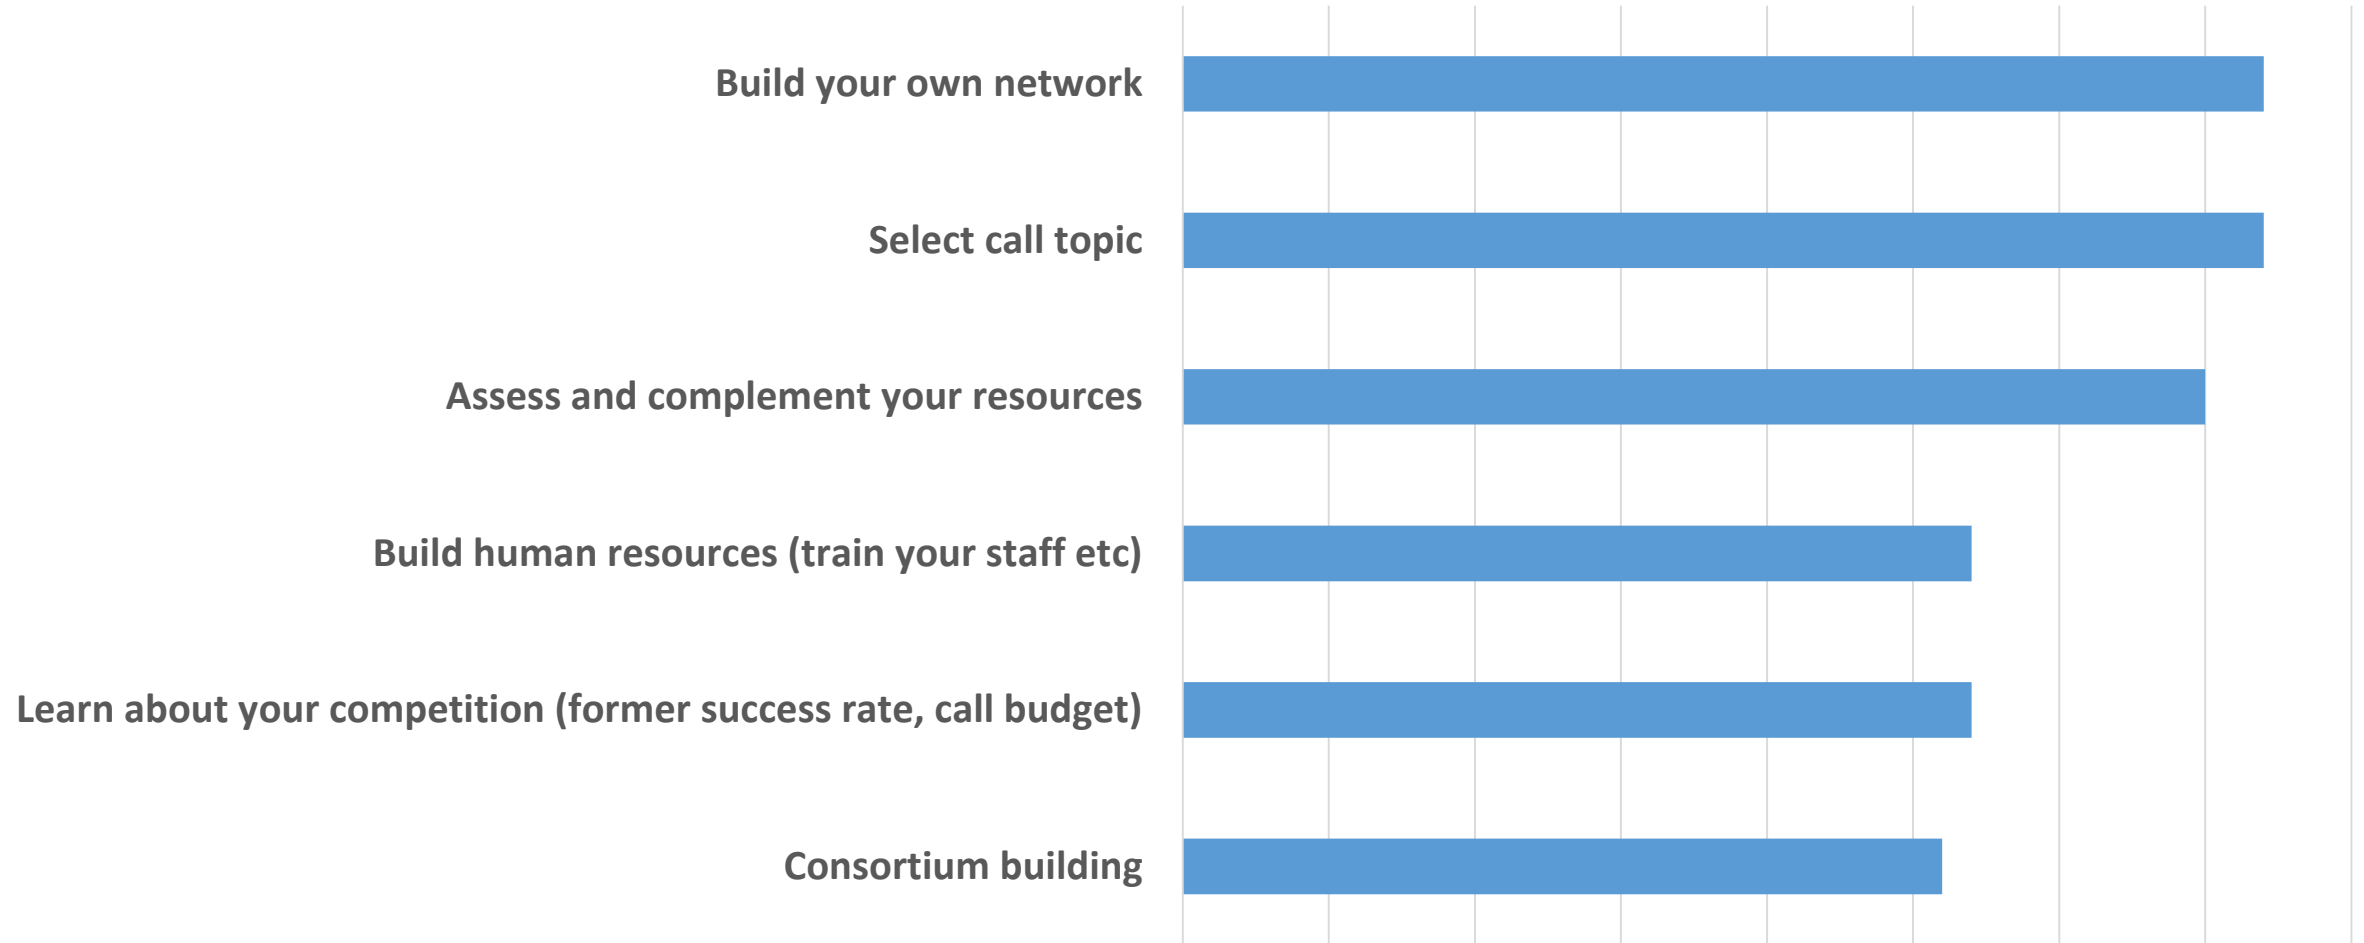 Build your own network
Select call topic
Assess and complement your resources
Build human resources (train your staff etc)
Learn about your competition (former success rate, call budget)
Consortium building